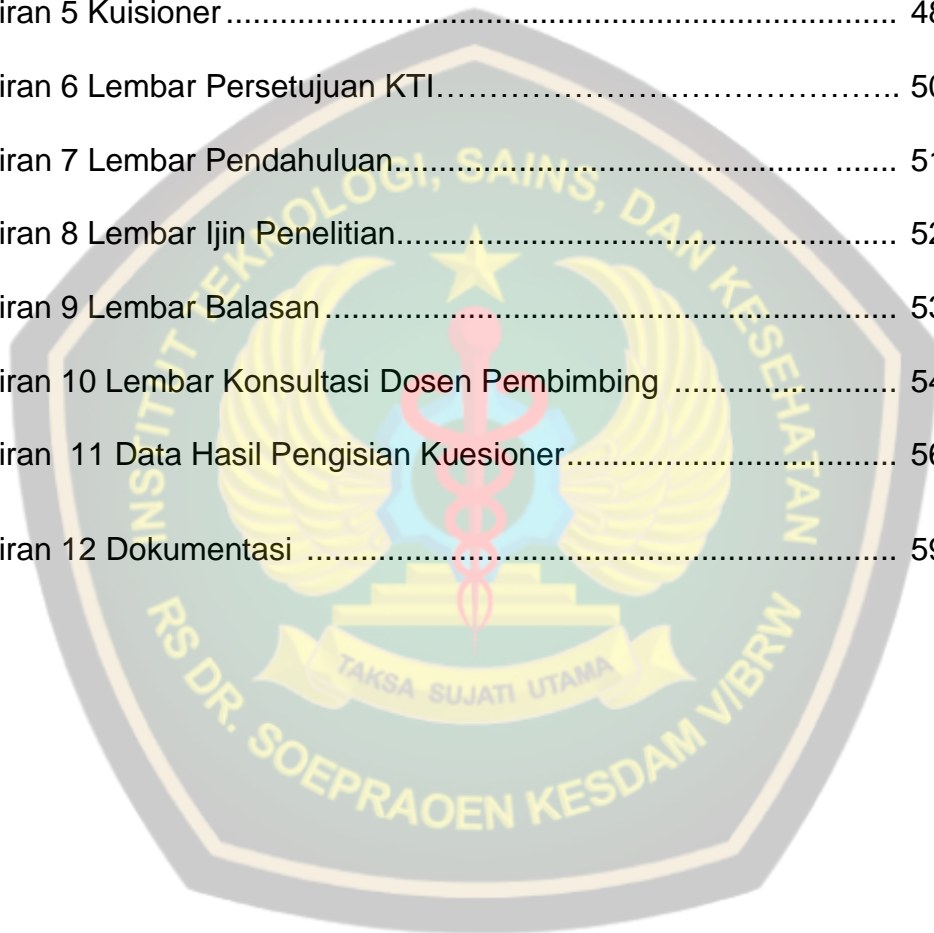 iran 5 Kuisioner ........................................................................... 48
iran 6 Lembar Persetujuan KTI…………………………………….. 50
iran 7 Lembar Pendahuluan................................................ ....... 51
iran 8 Lembar Ijin Penelitian........................................................ 52
iran 9 Lembar Balasan ................................................................ 53
iran 10 Lembar Konsultasi Dosen Pembimbing ......................... 54
iran  11 Data Hasil Pengisian Kuesioner..................................... 56
iran 12 Dokumentasi .................................................................. 59
INSTITUT TEKNOLOGI, SAINS, DAN KESEHATAN
TAKSA SUJATI UTAMA
RS DR. SOEPRAOEN KESDAM V/BRW